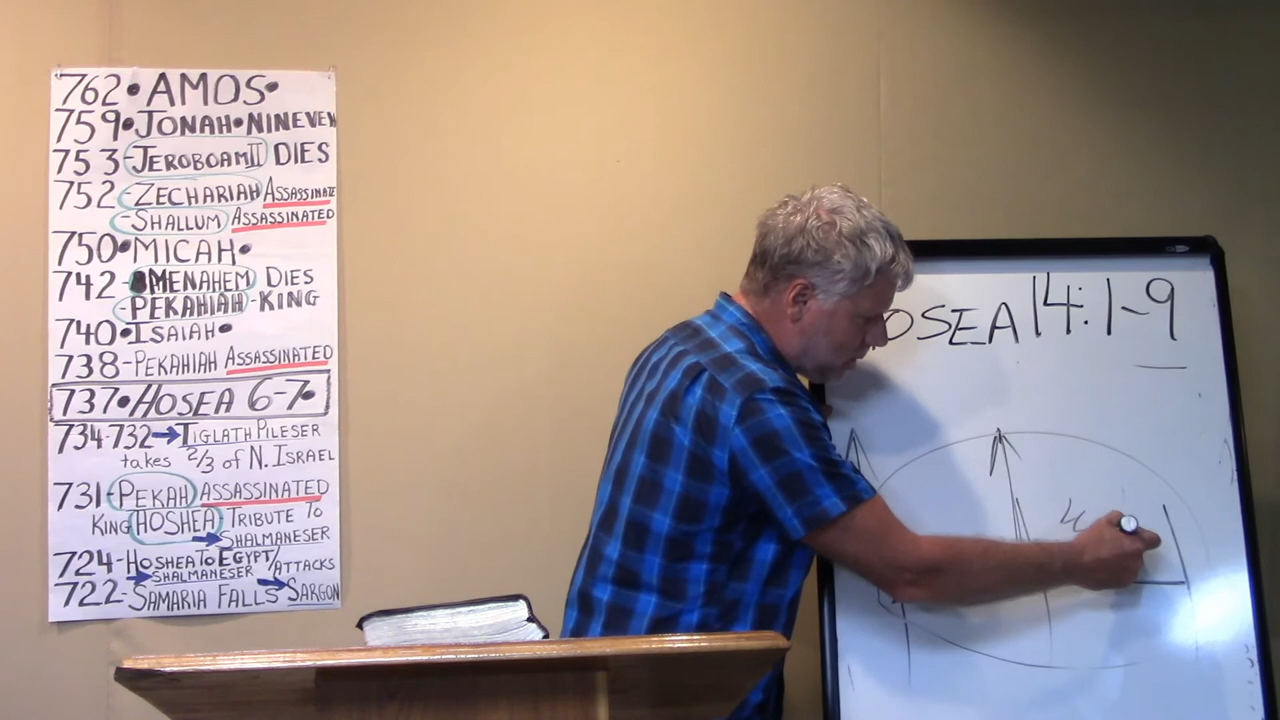 762•AMOS•
759•JONAH•NINEVEH
753-JEROBOAM II DIES
752-ZECHARIAH ASSASSINATE
-SHALLUM ASSASSINATED
750•MICAH•
742-MENAHEM DIES
-PEKAHIAH-KING
740•ISAIAH•
738-PEKAHIAH ASSASSINATED
737•HOSEA 6-7•
734-732→TIGLATH PILESER
takes 2/3 of N. ISRAEL
731-PEKAH ASSASSINATED
KING HOSHEA TRIBUTE TO
→SHALMANESER
724-HOSHEA TO EGYPT/
→SHALMANESER ATTACKS
722-SAMARIA FALLS→SARGON
OSEA 14:1-9